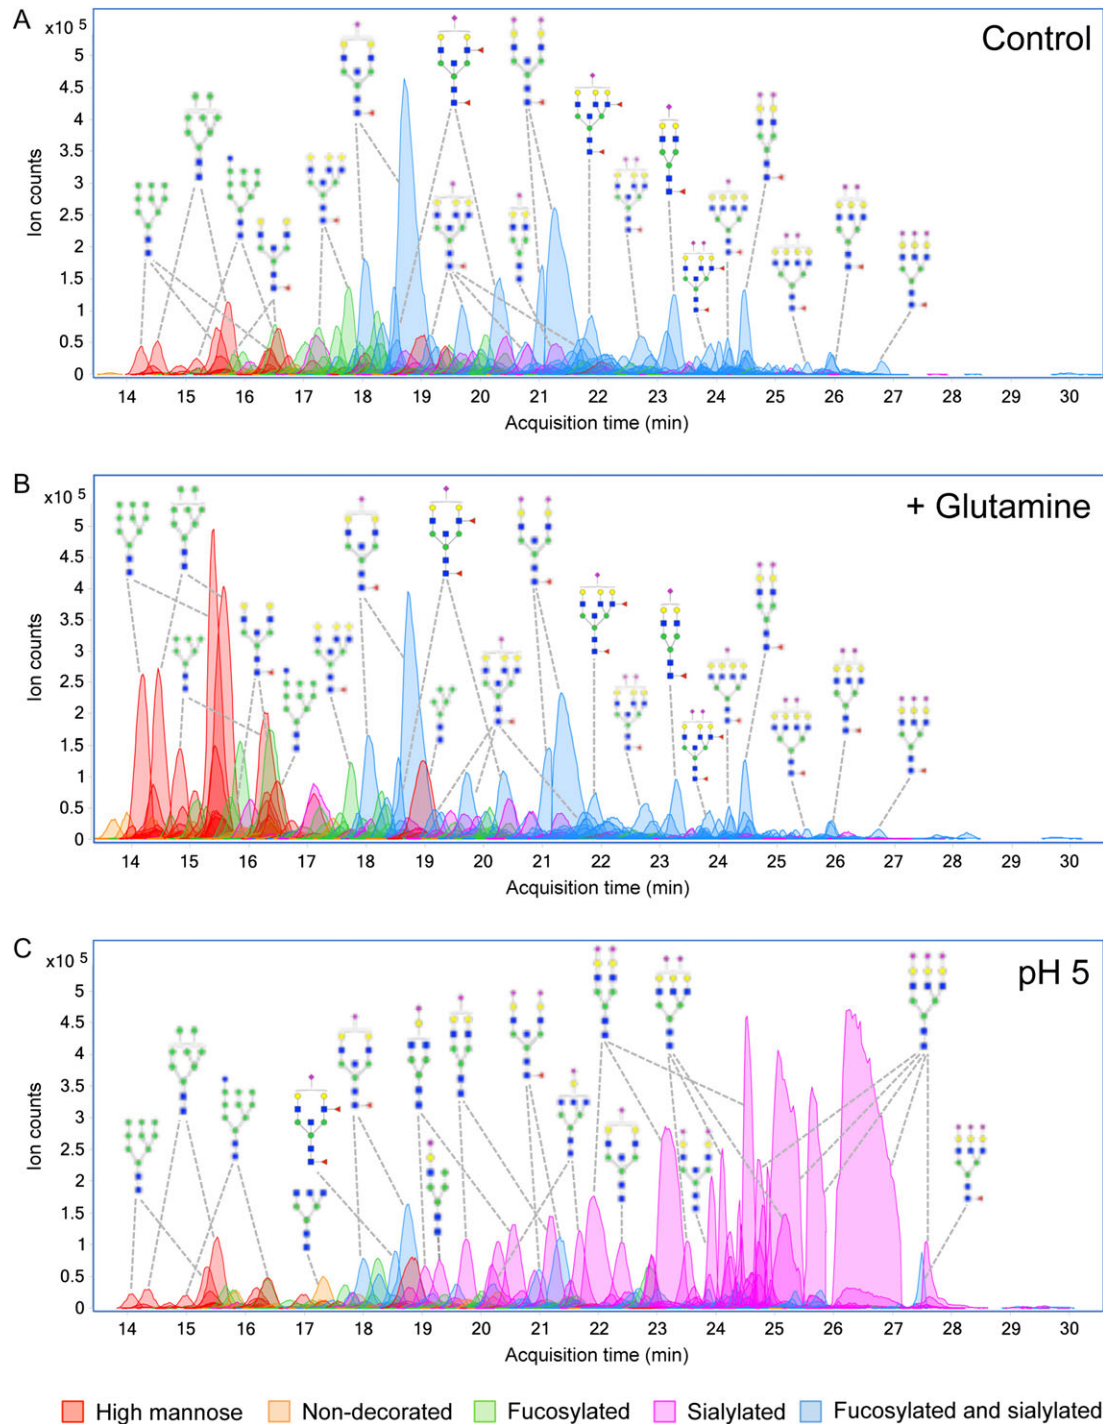 A
Control
x10 5
5
4.5
4
3.5
3
2.5
2
1.5
1
0.5
0
Ion counts
14 15 16 17 18 19 20 21 22 23 24 25 26 27 28 29 30
Acquisition time (min)
B
+ Glutamine
x10 5
5
4.5
4
3.5
3
2.5
2
1.5
1
0.5
0
Ion counts
14 15 16 17 18 19 20 21 22 23 24 25 26 27 28 29 30
Acquisition time (min)
C
pH 5
x10 5
5
4.5
4
3.5
3
2.5
2
1.5
1
0.5
0
Ion counts
14 15 16 17 18 19 20 21 22 23 24 25 26 27 28 29 30
Acquisition time (min)
High mannose Non-decorated Fucosylated Sialylated Fucosylated and sialylated